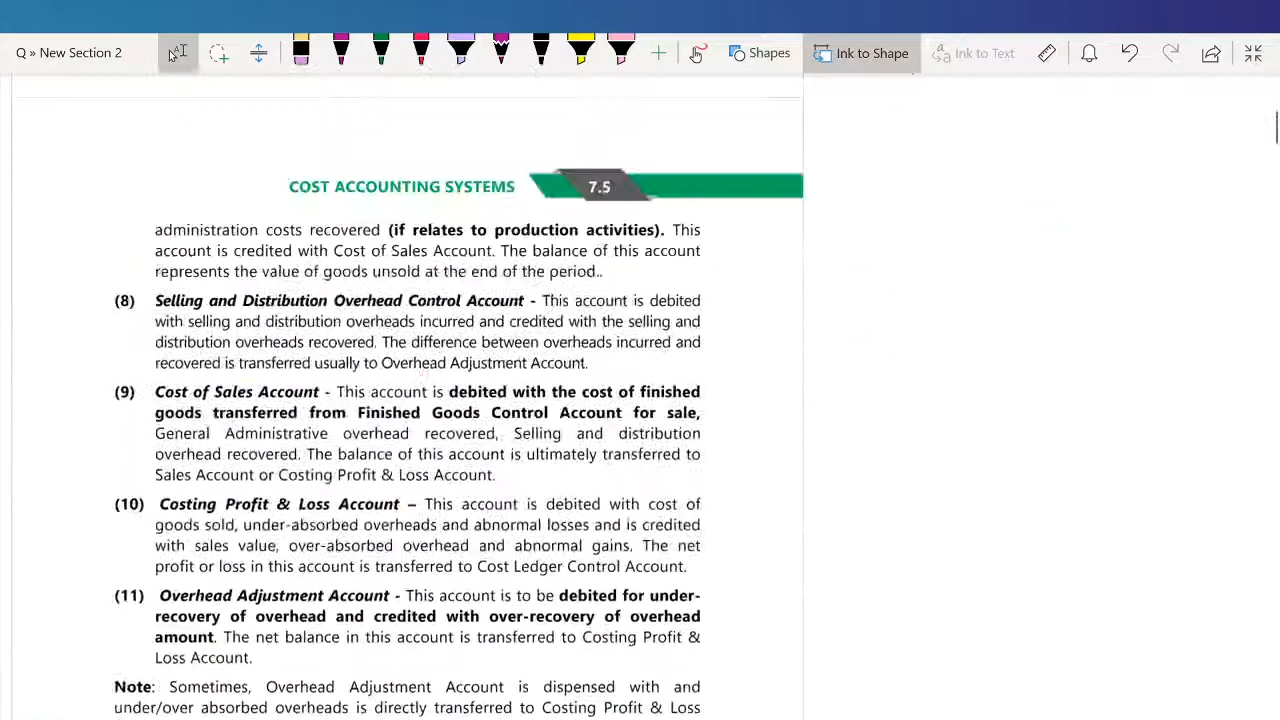 Q » New Section 2
Shapes
Ink to Shape
Ink to Text
COST ACCOUNTING SYSTEMS 7.5
administration costs recovered (if relates to production activities). This
account is credited with Cost of Sales Account. The balance of this account
represents the value of goods unsold at the end of the period..
(8) Selling and Distribution Overhead Control Account - This account is debited
with selling and distribution overheads incurred and credited with the selling and
distribution overheads recovered. The difference between overheads incurred and
recovered is transferred usually to Overhead Adjustment Account.
(9) Cost of Sales Account - This account is debited with the cost of finished
goods transferred from Finished Goods Control Account for sale,
General Administrative overhead recovered, Selling and distribution
overhead recovered. The balance of this account is ultimately transferred to
Sales Account or Costing Profit & Loss Account.
(10) Costing Profit & Loss Account – This account is debited with cost of
goods sold, under-absorbed overheads and abnormal losses and is credited
with sales value, over-absorbed overhead and abnormal gains. The net
profit or loss in this account is transferred to Cost Ledger Control Account.
(11) Overhead Adjustment Account - This account is to be debited for under-
recovery of overhead and credited with over-recovery of overhead
amount. The net balance in this account is transferred to Costing Profit &
Loss Account.
Note: Sometimes, Overhead Adjustment Account is dispensed with and
under/over absorbed overheads is directly transferred to Costing Profit & Loss